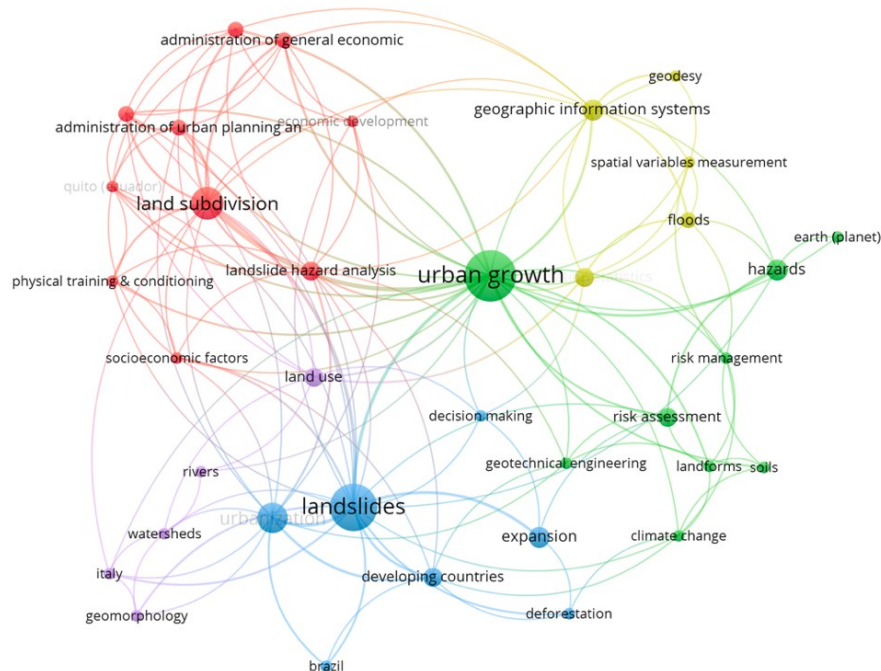 administration of general economic
geodesy
geographic information systems
economic development
administration of urban planning an
spatial variables measurement
quito (ecuador)
land subdivision
floods
earth (planet)
landslide hazard analysis
urban growth
hazards
physical training & conditioning
socioeconomic factors
risk management
land use
decision making
risk assessment
rivers
geotechnical engineering
landforms
soils
landslides
urbanization
watersheds
expansion
climate change
italy
developing countries
geomorphology
deforestation
brazil